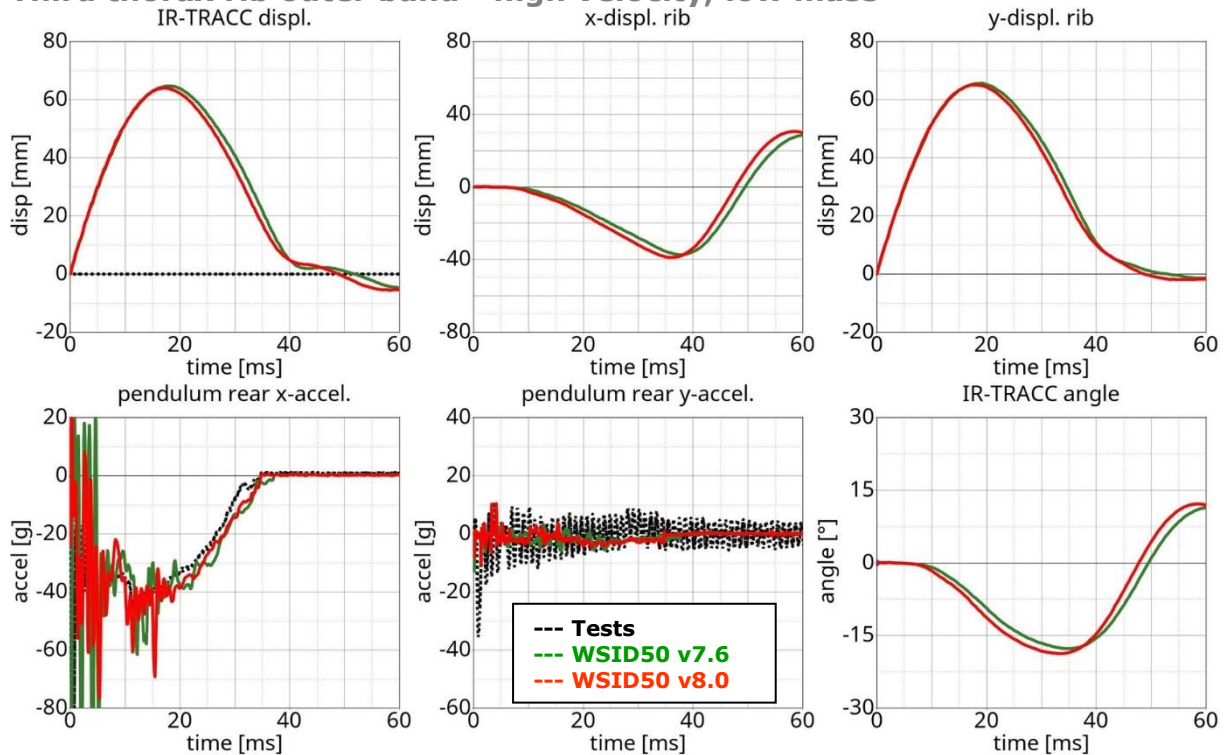 Third thorax rib outer band - high velocity, low mass
IR-TRACC displ.
80
60
40
20
0
-20
disp [mm]
0 20 40 60
time [ms]
x-displ. rib
80
40
0
-40
-80
disp [mm]
0 20 40 60
time [ms]
y-displ. rib
80
60
40
20
0
-20
disp [mm]
0 20 40 60
time [ms]
pendulum rear x-accel.
20
0
-20
-40
-60
-80
accel [g]
0 20 40 60
time [ms]
pendulum rear y-accel.
40
20
0
-20
-40
-60
accel [g]
--- Tests
--- WSID50 v7.6
--- WSID50 v8.0
0 20 40 60
time [ms]
IR-TRACC angle
30
15
0
-15
-30
angle [°]
0 20 40 60
time [ms]